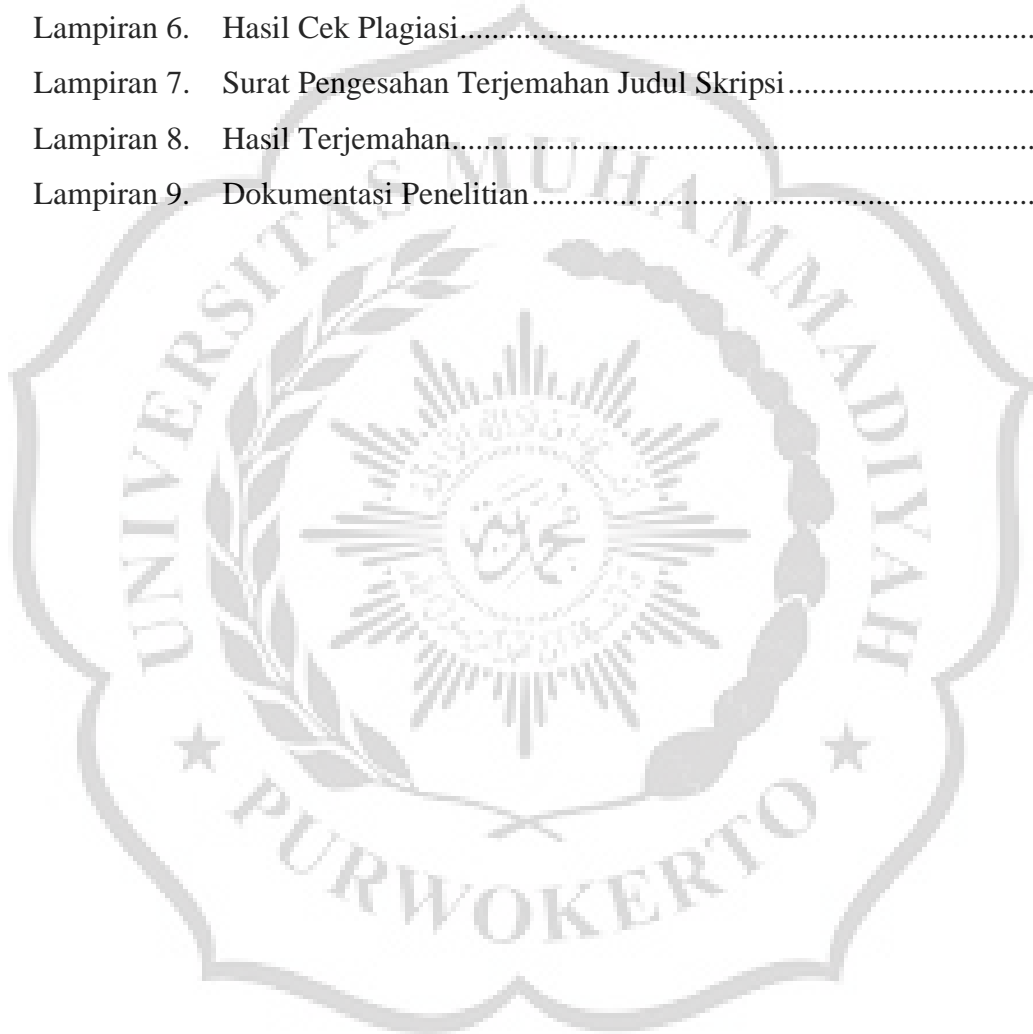 Lampiran 6. Hasil Cek Plagiasi
Lampiran 7. Surat Pengesahan Terjemahan Judul Skripsi
Lampiran 8. Hasil Terjemahan
Lampiran 9. Dokumentasi Penelitian
UNIVERSITAS MUHAMMADIYAH
PURWOKERTO